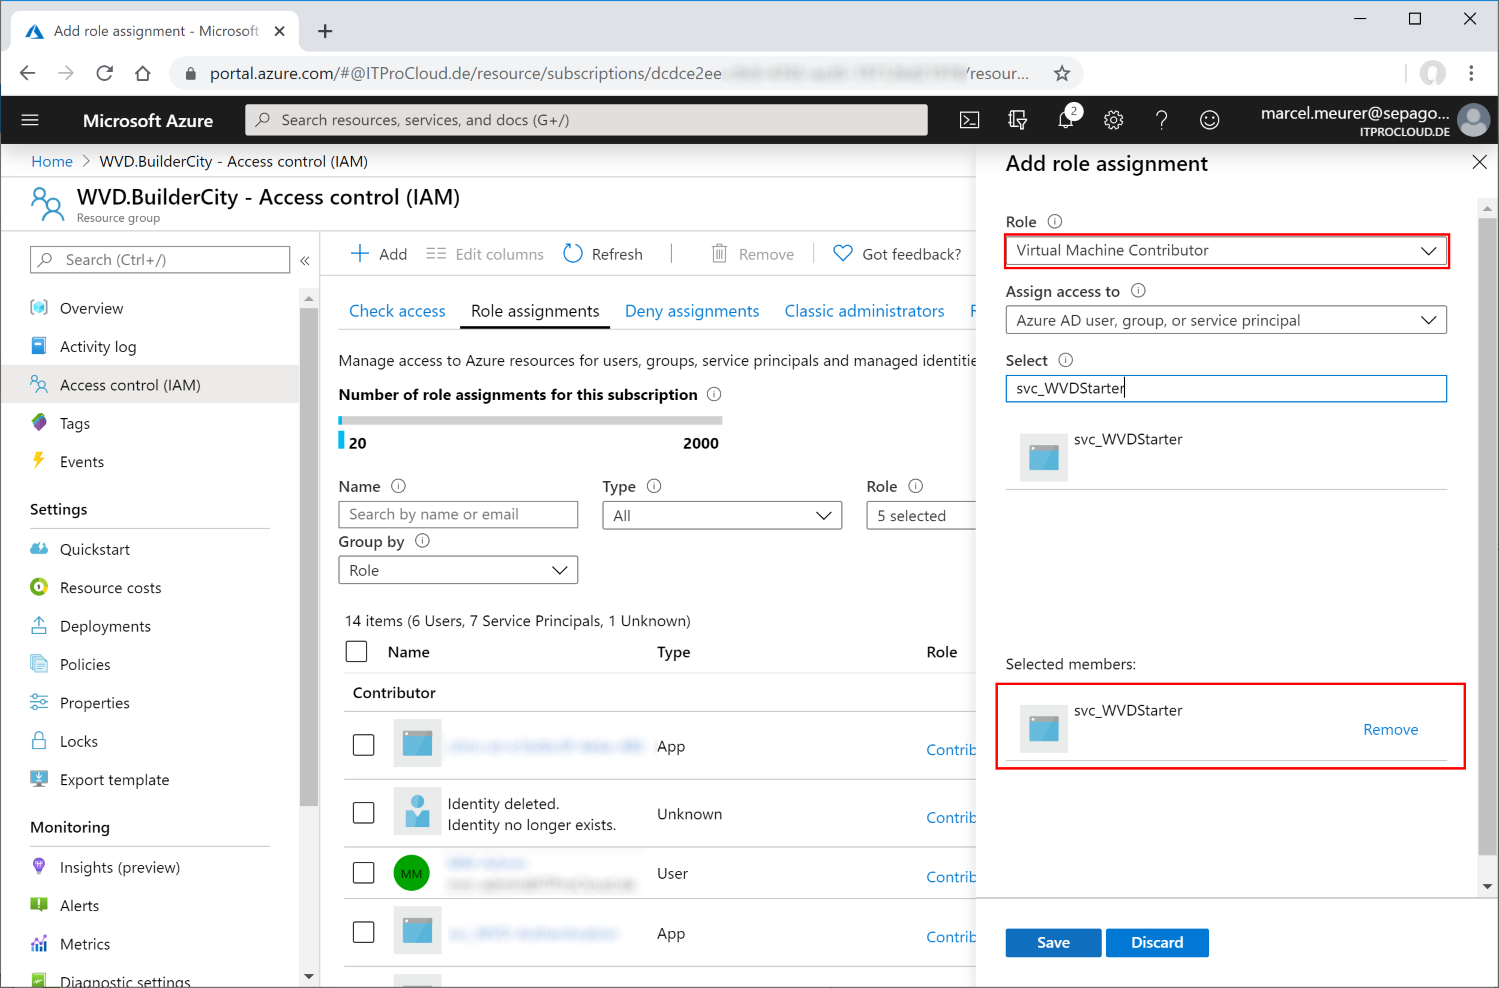 Add role assignment - Microsoft
portal.azure.com/#@ITProCloud.de/resource/subscriptions/dcdce2ee
/resour...
Microsoft Azure
Search resources, services, and docs (G+/)
2
marcel.meurer@sepago...
ITPROCLOUD.DE
Home > WVD.BuilderCity - Access control (IAM)
WVD.BuilderCity - Access control (IAM)
Resource group
Search (Ctrl+/)
«
Overview
Activity log
Access control (IAM)
Tags
Events
Settings
Quickstart
Resource costs
Deployments
Policies
Properties
Locks
Export template
Monitoring
Insights (preview)
Alerts
Metrics
Diagnostic settings
Add
Edit columns
Refresh
Remove
Got feedback?
Check access
Role assignments
Deny assignments
Classic administrators
Manage access to Azure resources for users, groups, service principals and managed identitie
Number of role assignments for this subscription
20
2000
Name
Type
Role
Search by name or email
All
5 selected
Group by
Role
14 items (6 Users, 7 Service Principals, 1 Unknown)
Name Type Role
Contributor
App Contrib
Identity deleted.
Identity no longer exists.
Unknown Contrib
MM
User Contrib
App Contrib
Add role assignment
Role
Virtual Machine Contributor
Assign access to
Azure AD user, group, or service principal
Select
svc_WVDStarter
svc_WVDStarter
Selected members:
svc_WVDStarter
Remove
Save
Discard